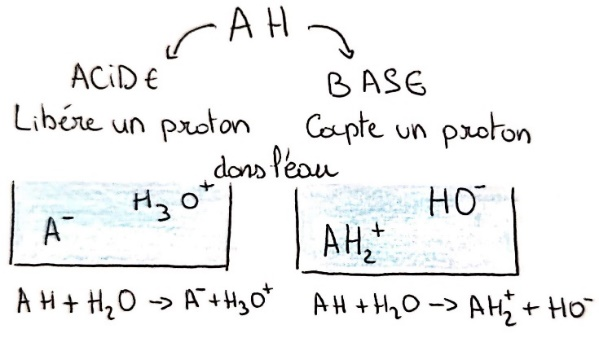 AH
ACIDE
BASE
Libére un proton
Capte un proton
dans l'eau
A⁻ H₃O⁺
AH₂⁺ HO⁻
AH + H₂O → A⁻ + H₃O⁺
AH + H₂O → AH₂⁺ + HO⁻